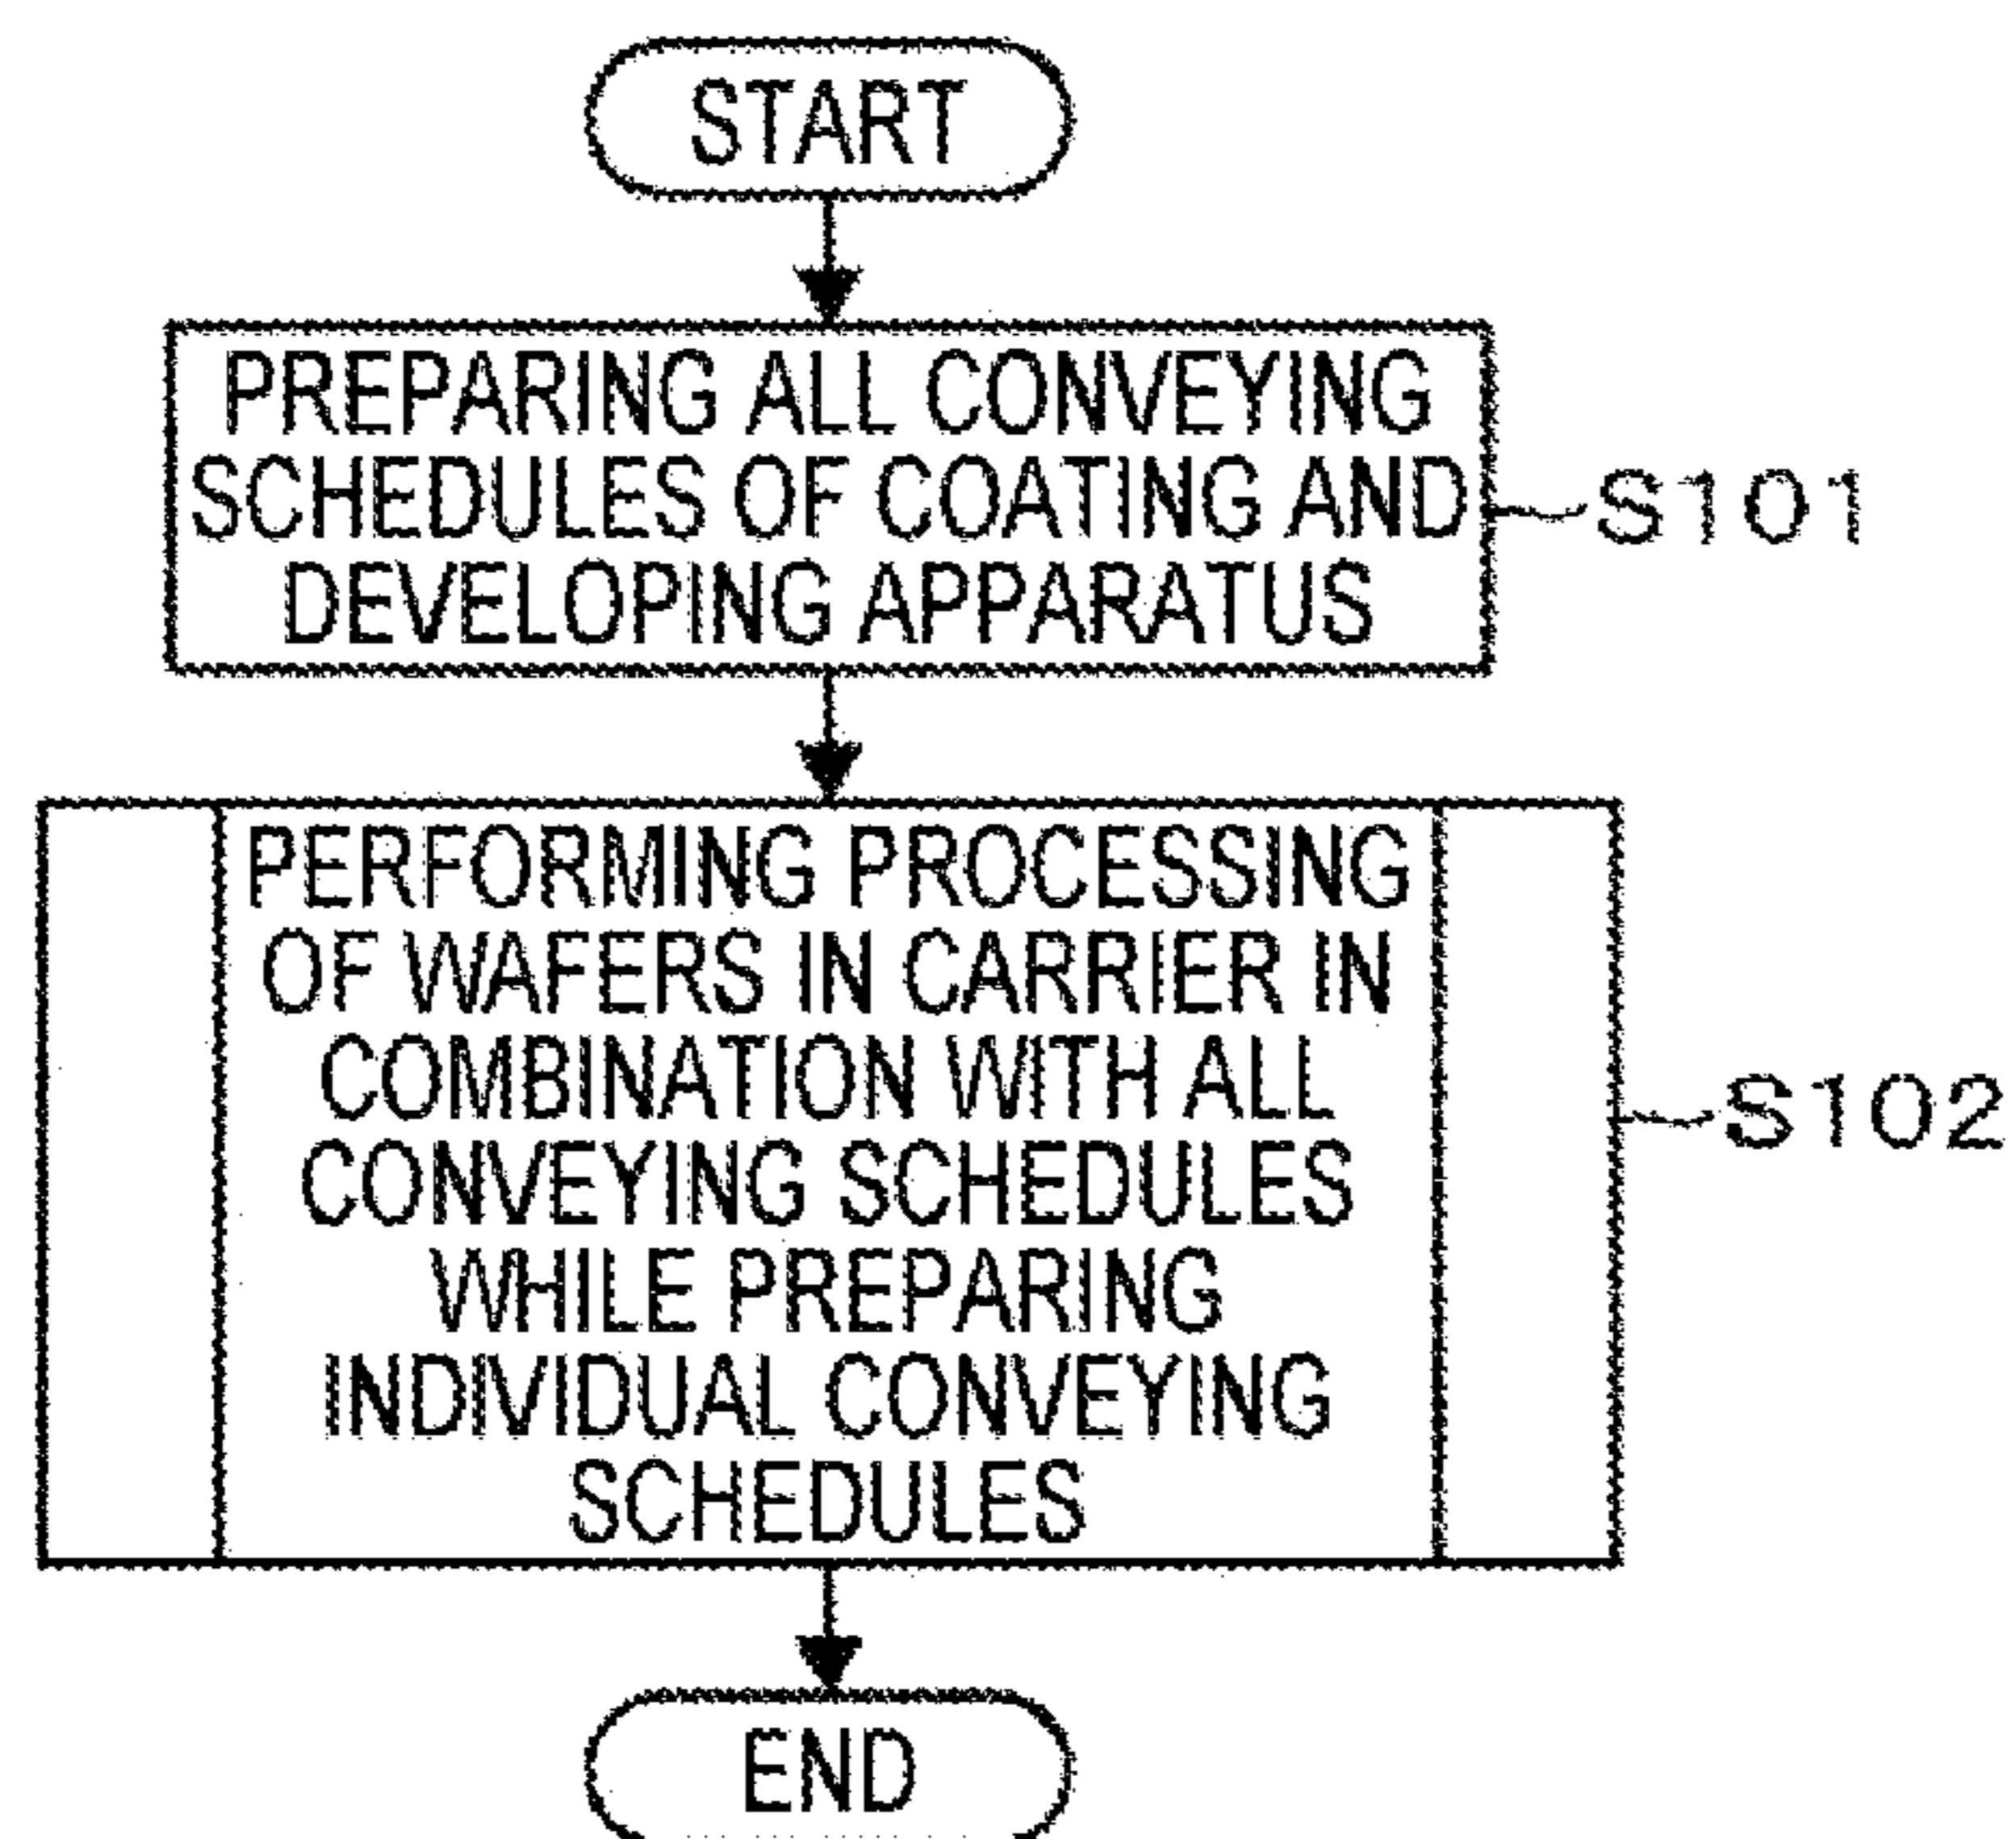 START
PREPARING ALL CONVEYING
SCHEDULES OF COATING AND
DEVELOPING APPARATUS
S101
PERFORMING PROCESSING
OF WAFERS IN CARRIER IN
COMBINATION WITH ALL
CONVEYING SCHEDULES
WHILE PREPARING
INDIVIDUAL CONVEYING
SCHEDULES
S102
END